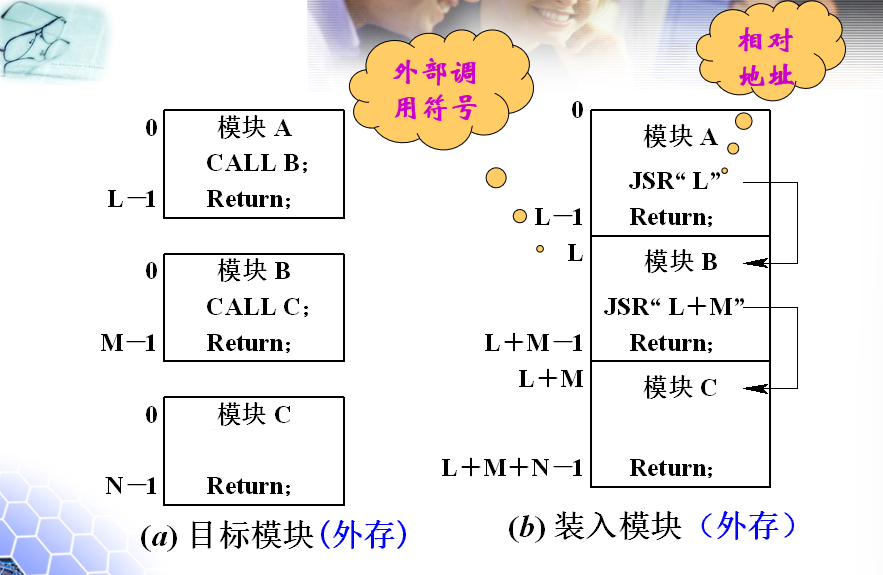 外部调
用符号
相对
地址
0
模块 A
CALL B；
L－1
Return；
0
模块 B
CALL C；
M－1
Return；
0
模块 C
N－1
Return；
(a) 目标模块(外存)
0
模块 A
JSR“ L”
L－1
Return；
L
模块 B
JSR“ L＋M”
L＋M－1
Return；
L＋M
模块 C
L＋M＋N－1
Return；
(b) 装入模块（外存）